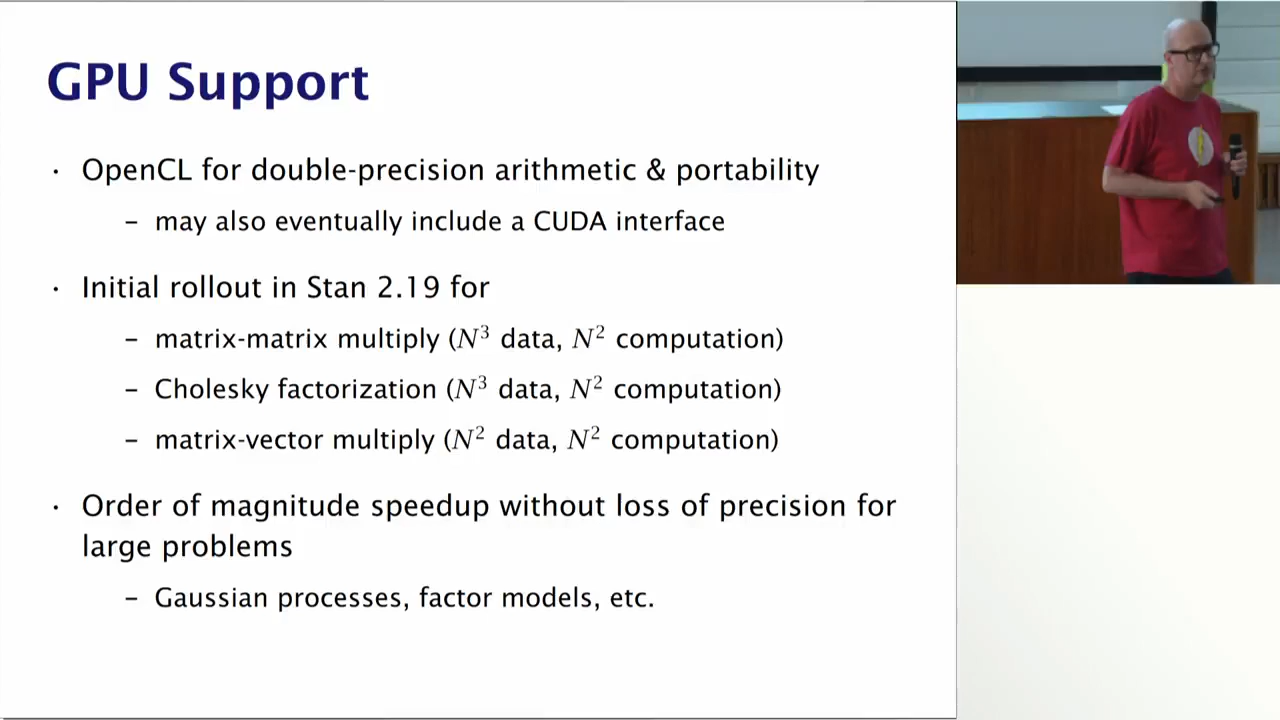 GPU Support
· OpenCL for double-precision arithmetic & portability
– may also eventually include a CUDA interface
· Initial rollout in Stan 2.19 for
– matrix-matrix multiply (N³ data, N² computation)
– Cholesky factorization (N³ data, N² computation)
– matrix-vector multiply (N² data, N² computation)
· Order of magnitude speedup without loss of precision for
large problems
– Gaussian processes, factor models, etc.